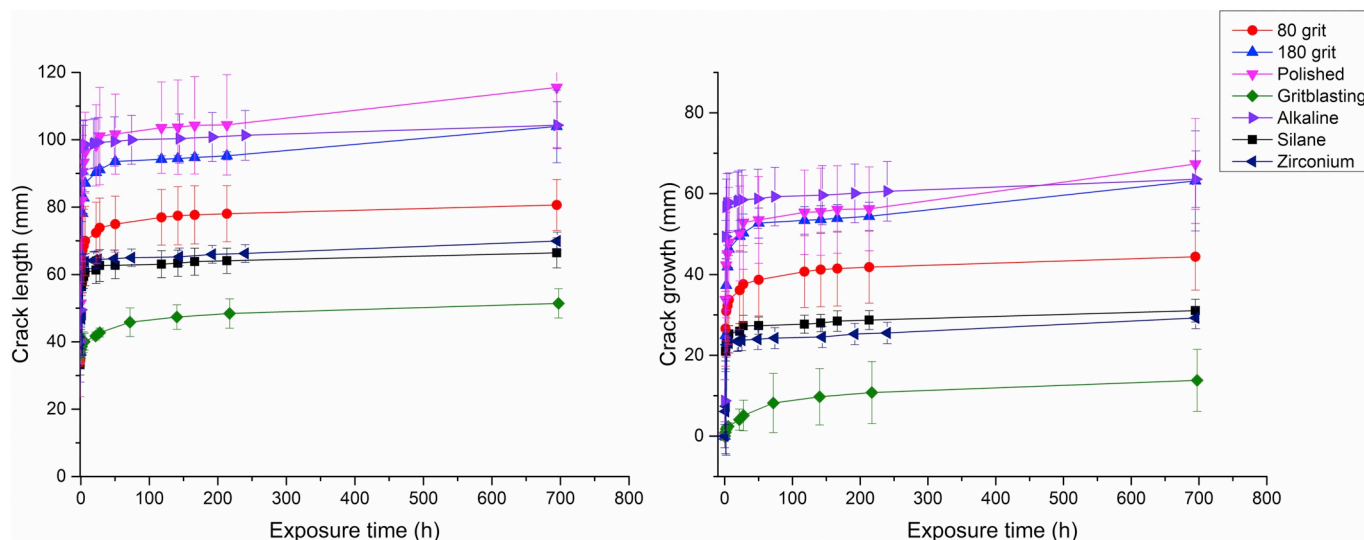 80 grit
180 grit
Polished
Gritblasting
Alkaline
Silane
Zirconium
Crack length (mm)
120
100
80
60
40
20
0
0 100 200 300 400 500 600 700 800
Exposure time (h)
Crack growth (mm)
80
60
40
20
0
0 100 200 300 400 500 600 700 800
Exposure time (h)